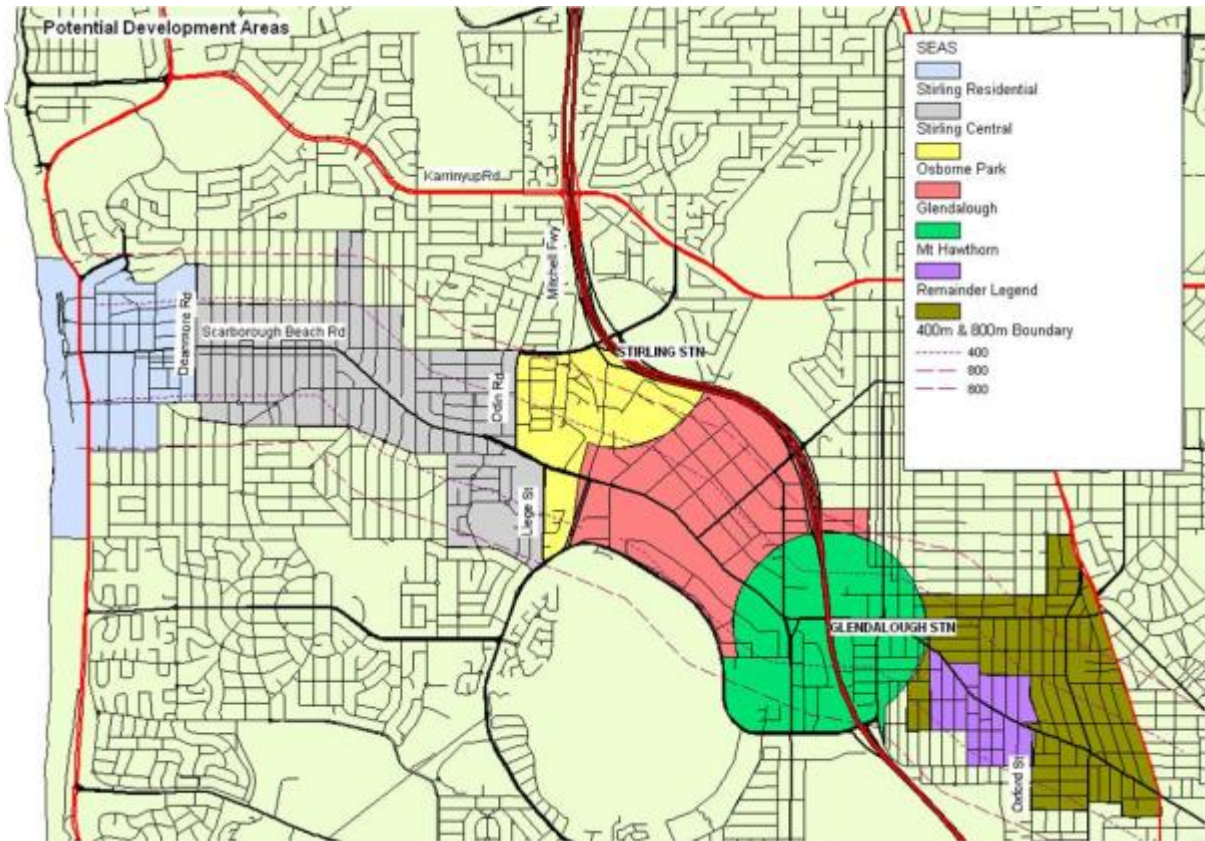 Potential Development Areas
SEAS
Stirling Residential
Stirling Central
Osborne Park
Glendalough
Mt Hawthorn
Remainder Legend
400m & 800m Boundary
400
800
800
KarrinyupRd
Mitchell Fwy
Deanmore Rd
Scarborough Beach Rd
STIRLING STN
Odin Rd
Liege St
GLENDALOUGH STN
Oxford St